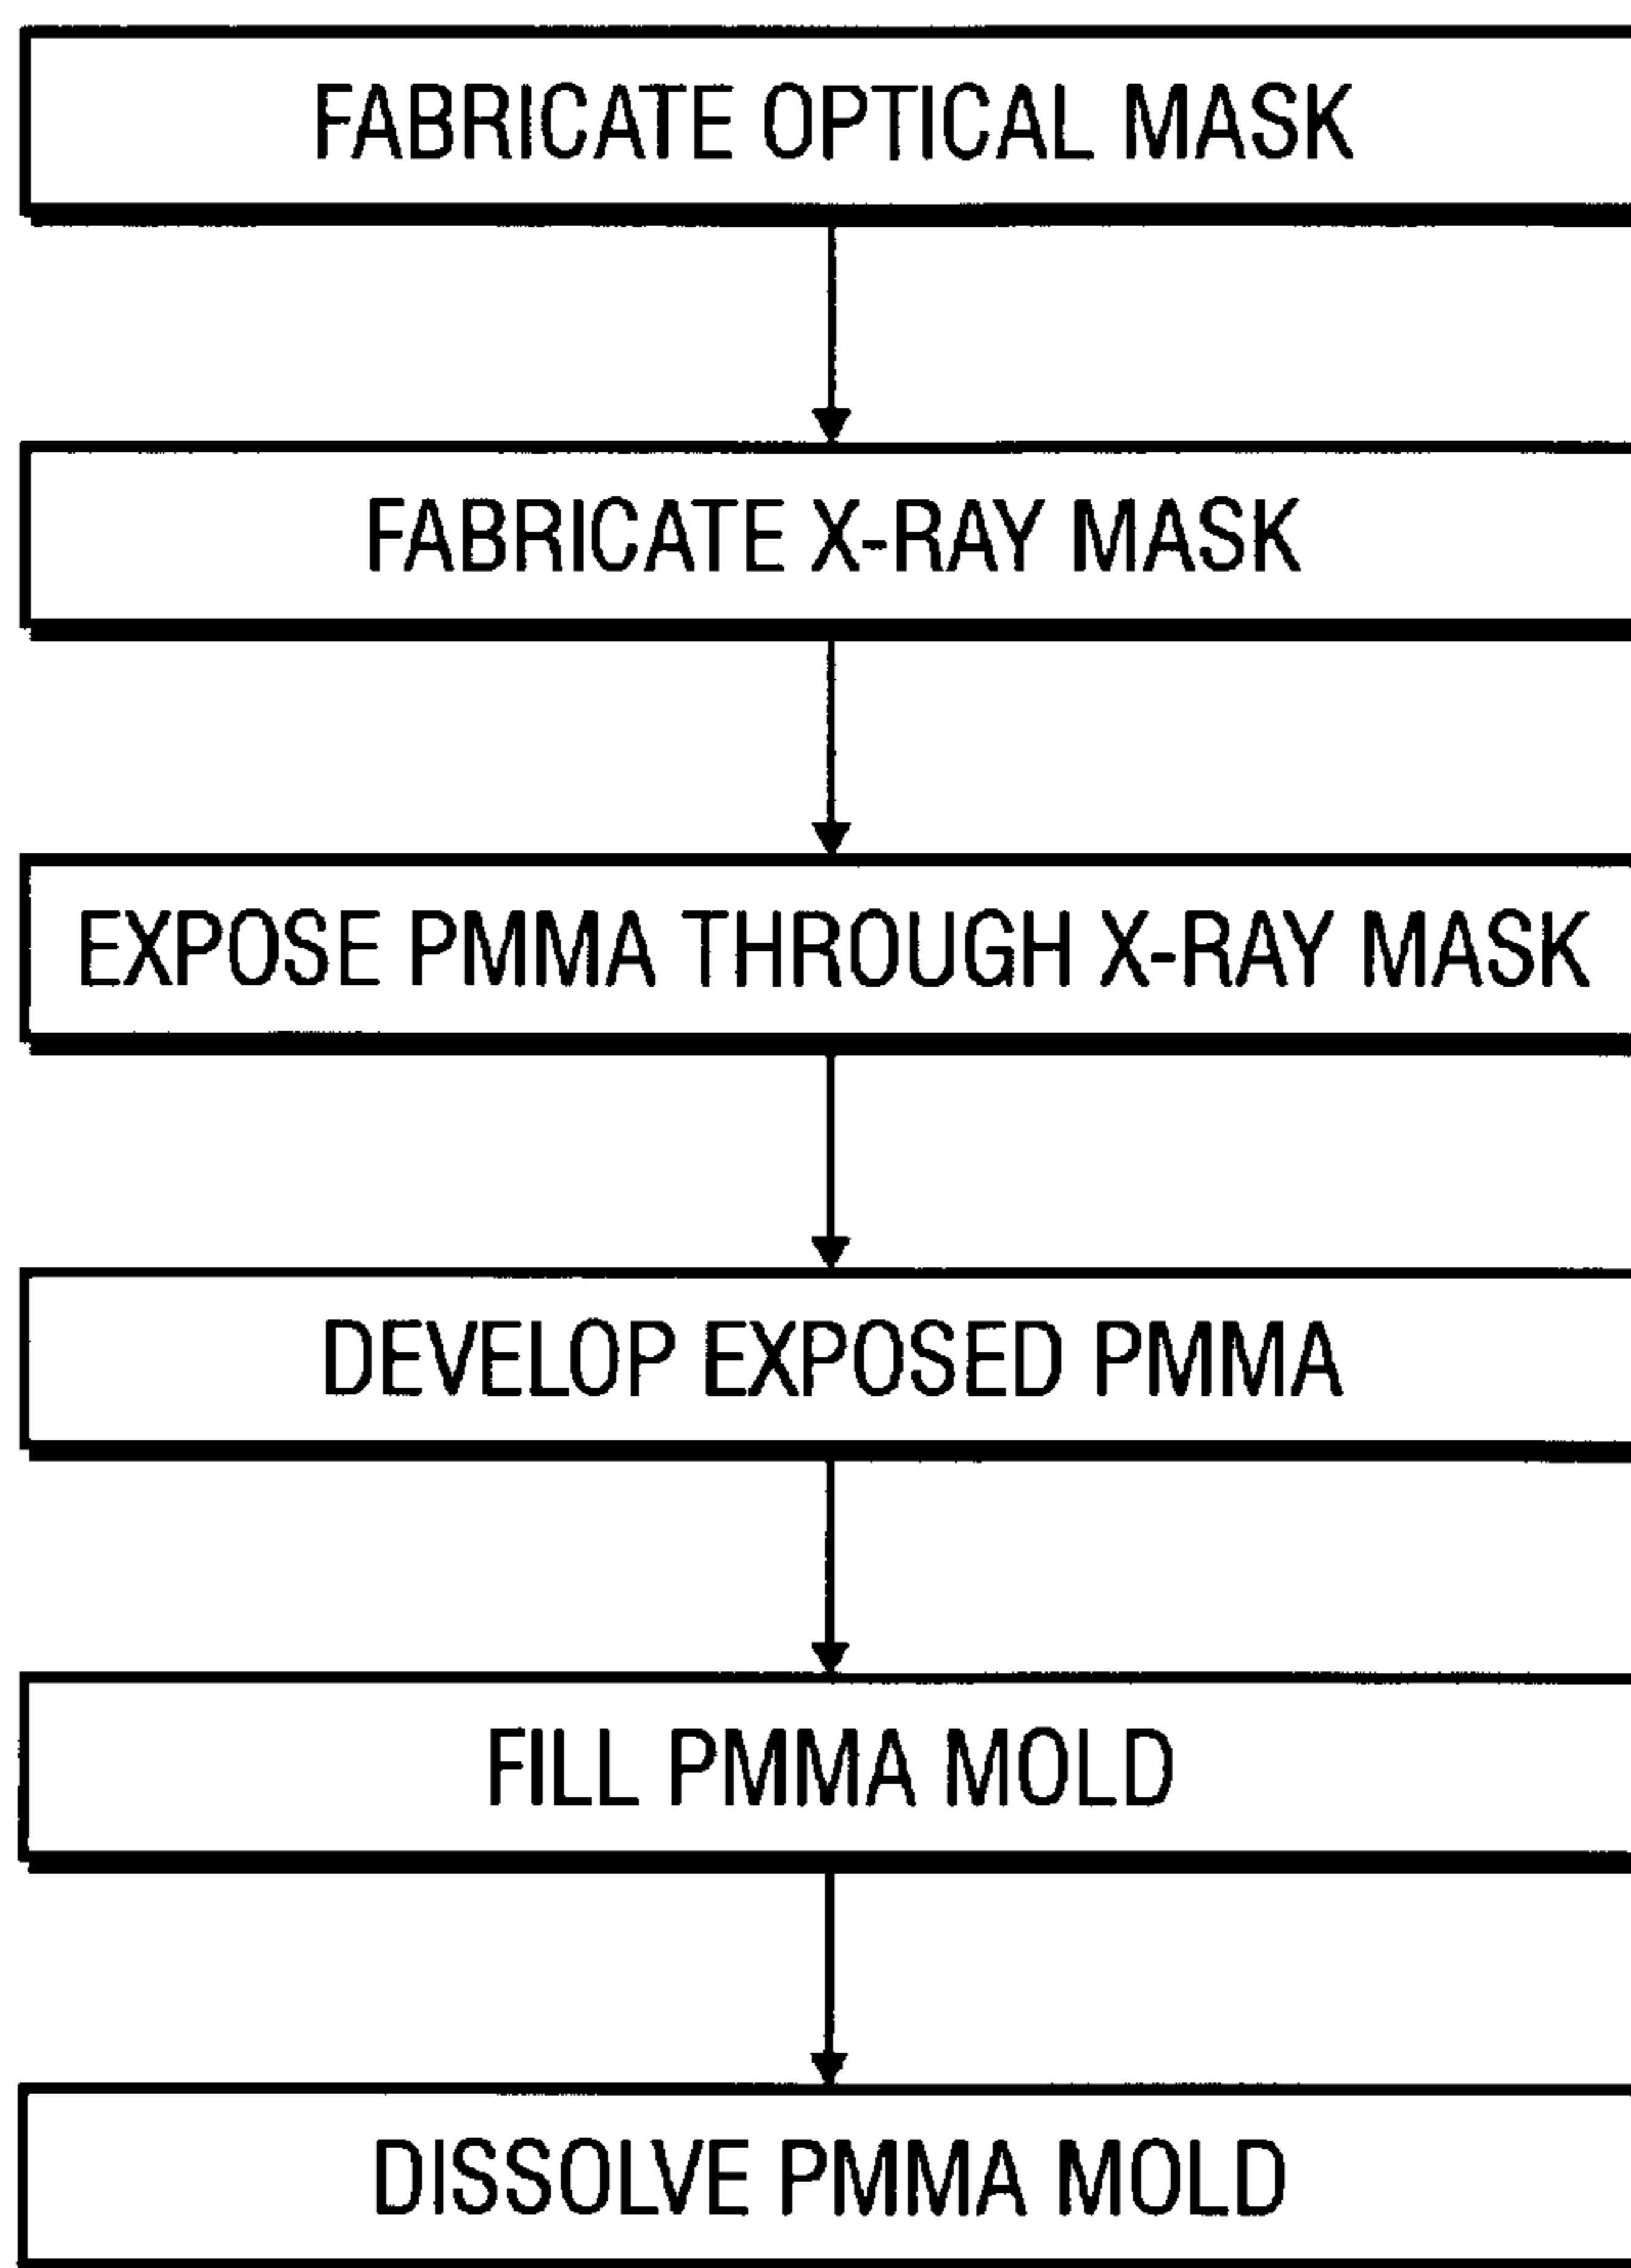 FABRICATE OPTICAL MASK
FABRICATE X-RAY MASK
EXPOSE PMMA THROUGH X-RAY MASK
DEVELOP EXPOSED PMMA
FILL PMMA MOLD
DISSOLVE PMMA MOLD